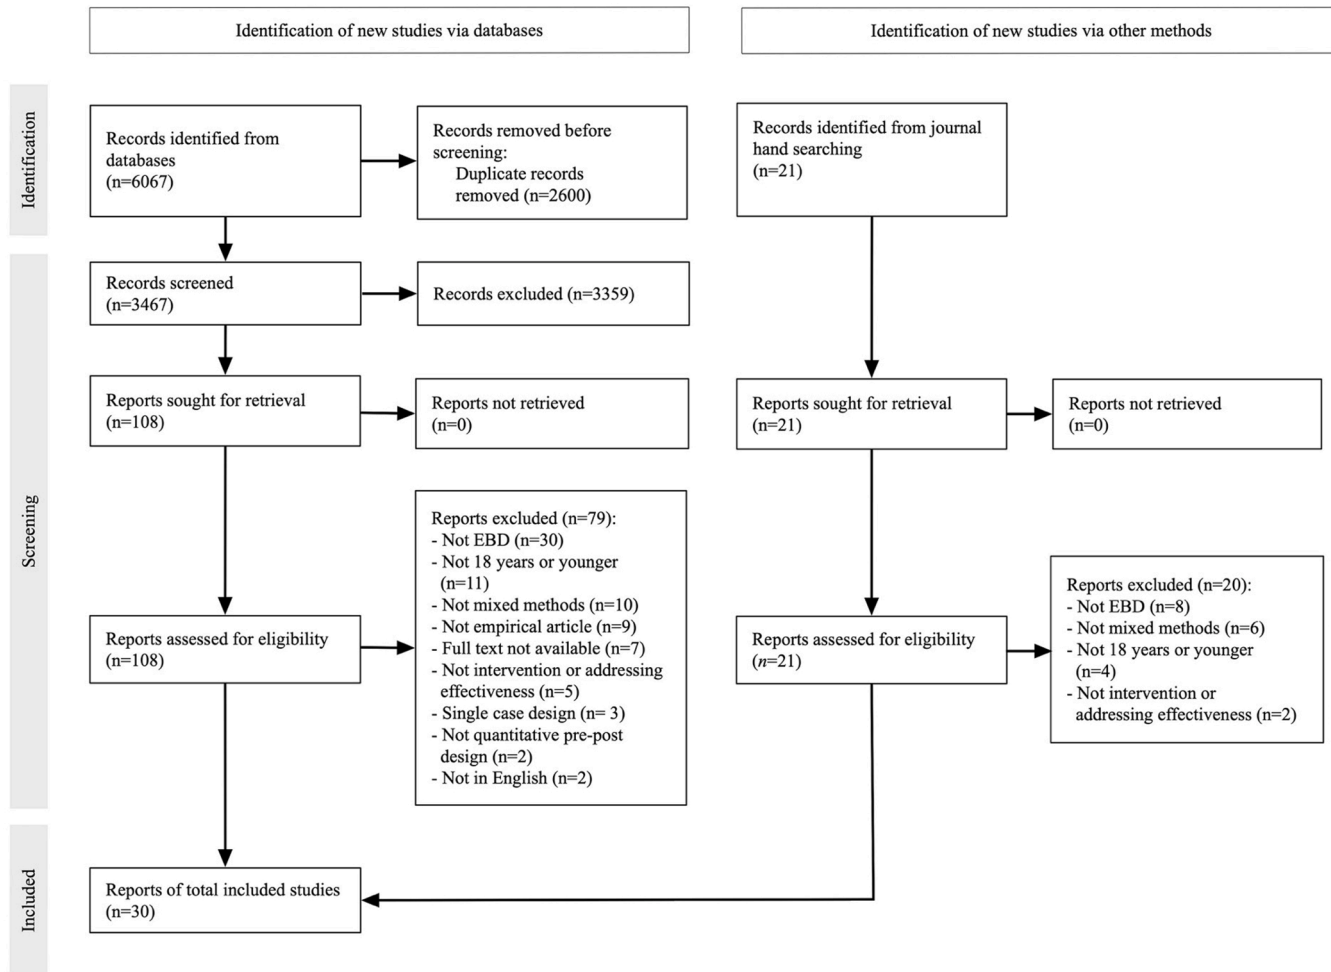 Identification of new studies via databases
Identification of new studies via other methods
Identification
Records identified from
databases
(n=6067)
Records removed before
screening:
Duplicate records
removed (n=2600)
Records identified from journal
hand searching
(n=21)
Screening
Records screened
(n=3467)
Records excluded (n=3359)
Reports sought for retrieval
(n=108)
Reports not retrieved
(n=0)
Reports sought for retrieval
(n=21)
Reports not retrieved
(n=0)
Reports assessed for eligibility
(n=108)
Reports excluded (n=79):
- Not EBD (n=30)
- Not 18 years or younger
(n=11)
- Not mixed methods (n=10)
- Not empirical article (n=9)
- Full text not available (n=7)
- Not intervention or addressing
effectiveness (n=5)
- Single case design (n= 3)
- Not quantitative pre-post
design (n=2)
- Not in English (n=2)
Reports assessed for eligibility
(n=21)
Reports excluded (n=20):
- Not EBD (n=8)
- Not mixed methods (n=6)
- Not 18 years or younger
(n=4)
- Not intervention or
addressing effectiveness (n=2)
Included
Reports of total included studies
(n=30)